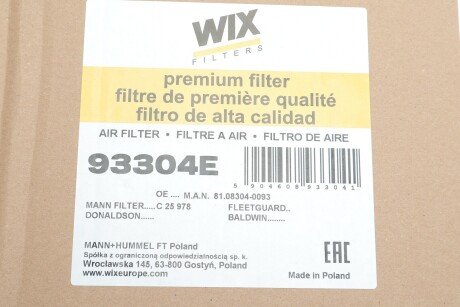 WIX
FILTERS
premium filter
filtre de première qualité
filtro de alta calidad
AIR FILTER • FILTRE A AIR • FILTRO DE AIRE
93304E
5 904608 933041
OE .... M.A.N. 81.08304-0093
MANN FILTER.....C 25 978 FLEETGUARD..
DONALDSON...... BALDWIN........
MANN+HUMMEL FT Poland
Spółka z ograniczoną odpowiedzialnością sp. k.
Wrocławska 145, 63-800 Gostyń, Poland
www.wixeurope.com
EAC
Made in Poland